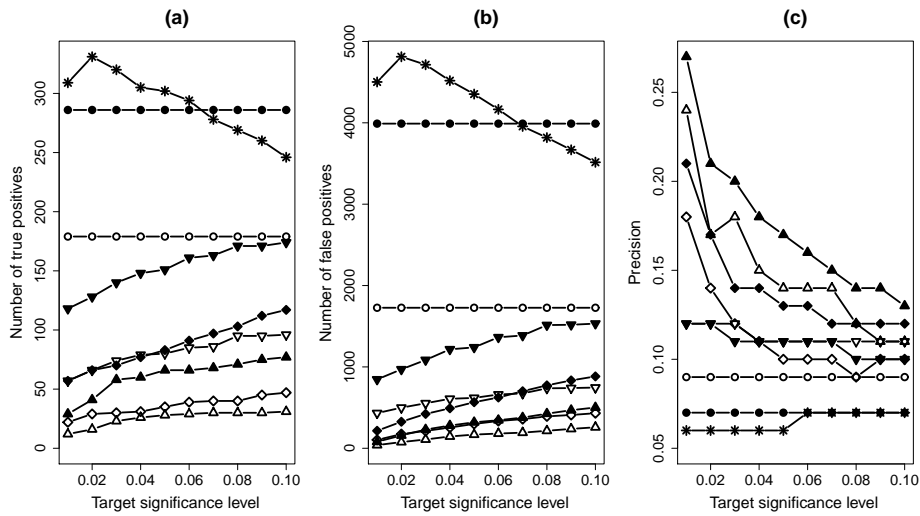 (a)
Number of true positives
0
50
100
150
200
250
300
0.02 0.04 0.06 0.08 0.10
Target significance level
(b)
Number of false positives
0
1000
2000
3000
4000
5000
0.02 0.04 0.06 0.08 0.10
Target significance level
(c)
Precision
0.05
0.10
0.15
0.20
0.25
0.02 0.04 0.06 0.08 0.10
Target significance level